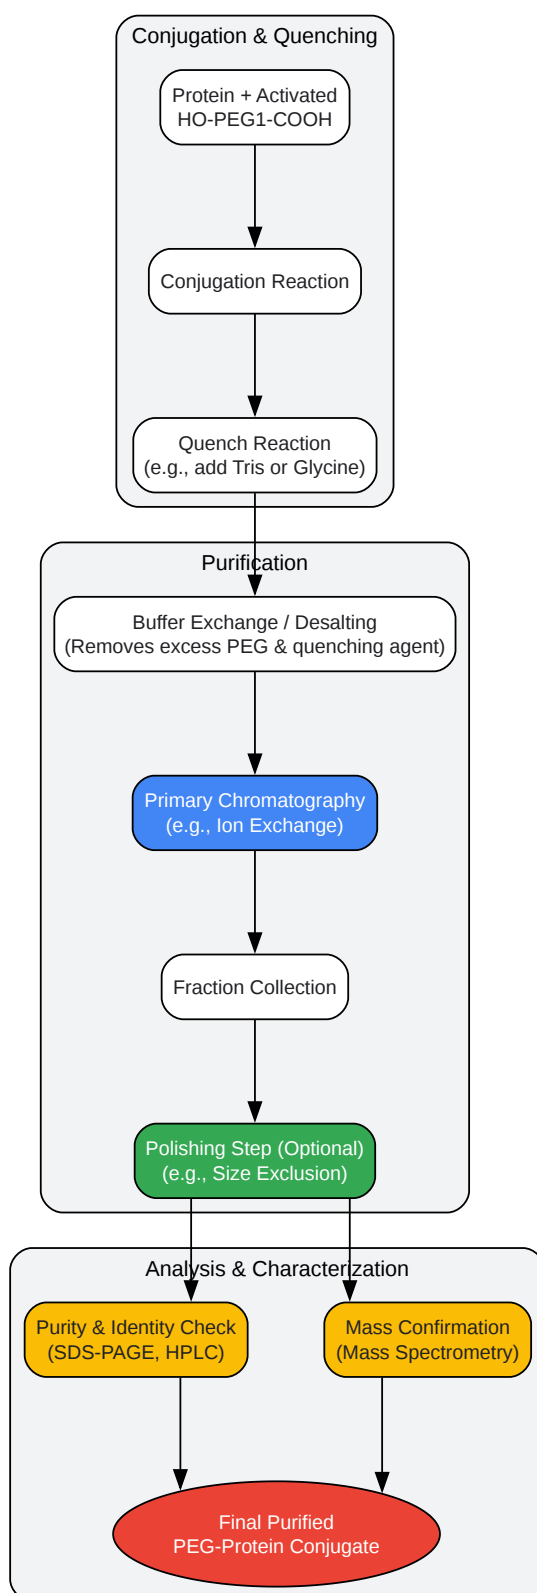 Conjugation & Quenching
Protein + Activated
HO-PEG1-COOH
Conjugation Reaction
Quench Reaction
(e.g., add Tris or Glycine)
Purification
Buffer Exchange / Desalting
(Removes excess PEG & quenching agent)
Primary Chromatography
(e.g., Ion Exchange)
Fraction Collection
Polishing Step (Optional)
(e.g., Size Exclusion)
Analysis & Characterization
Purity & Identity Check
(SDS-PAGE, HPLC)
Mass Confirmation
(Mass Spectrometry)
Final Purified
PEG-Protein Conjugate